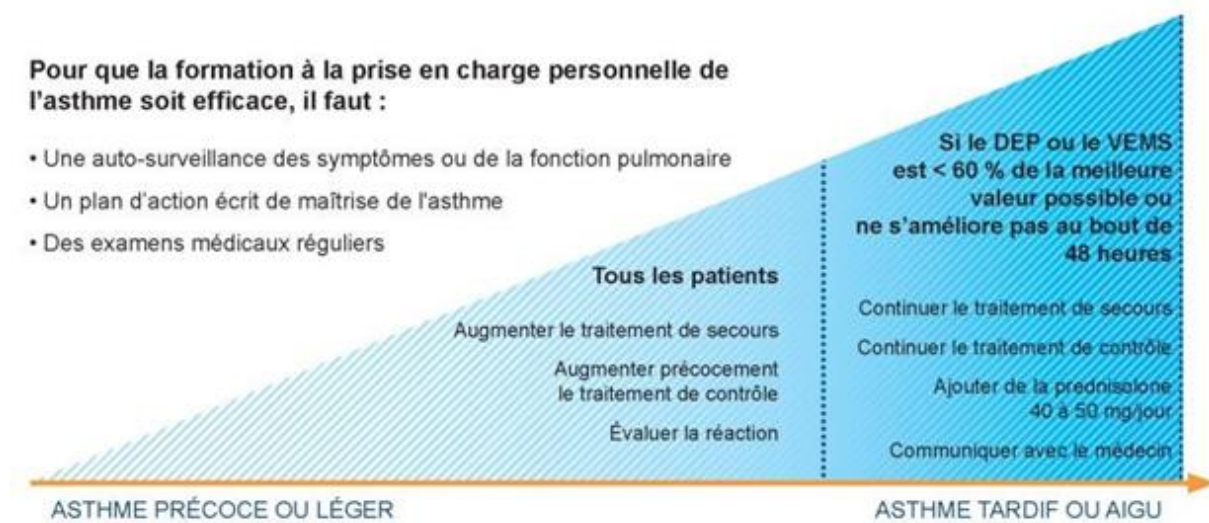 Pour que la formation à la prise en charge personnelle de
l'asthme soit efficace, il faut :
• Une auto-surveillance des symptômes ou de la fonction pulmonaire
• Un plan d'action écrit de maîtrise de l'asthme
• Des examens médicaux réguliers
Tous les patients
Augmenter le traitement de secours
Augmenter précocement
le traitement de contrôle
Évaluer la réaction
Si le DEP ou le VEMS
est < 60 % de la meilleure
valeur possible ou
ne s'améliore pas au bout de
48 heures
Continuer le traitement de secours
Continuer le traitement de contrôle
Ajouter de la prednisolone
40 à 50 mg/jour
Communiquer avec le médecin
ASTHME PRÉCOCE OU LÉGER
ASTHME TARDIF OU AIGU